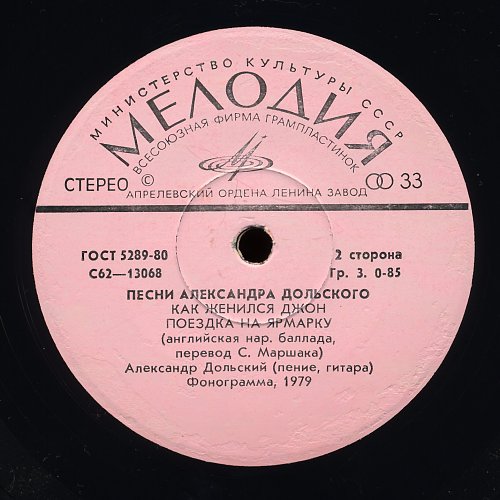 МИНИСТЕРСТВО КУЛЬТУРЫ СССР
МЕЛОДИЯ
ВСЕСОЮЗНАЯ ФИРМА ГРАМПЛАСТИНОК
СТЕРЕО © 33
АПРЕЛЕВСКИЙ ОРДЕНА ЛЕНИНА ЗАВОД
ГОСТ 5289-80 2 сторона
С62—13068 Гр. 3. 0-85
ПЕСНИ АЛЕКСАНДРА ДОЛЬСКОГО
КАК ЖЕНИЛСЯ ДЖОН
ПОЕЗДКА НА ЯРМАРКУ
(английская нар. баллада,
перевод С. Маршака)
Александр Дольский (пение, гитара)
Фонограмма, 1979